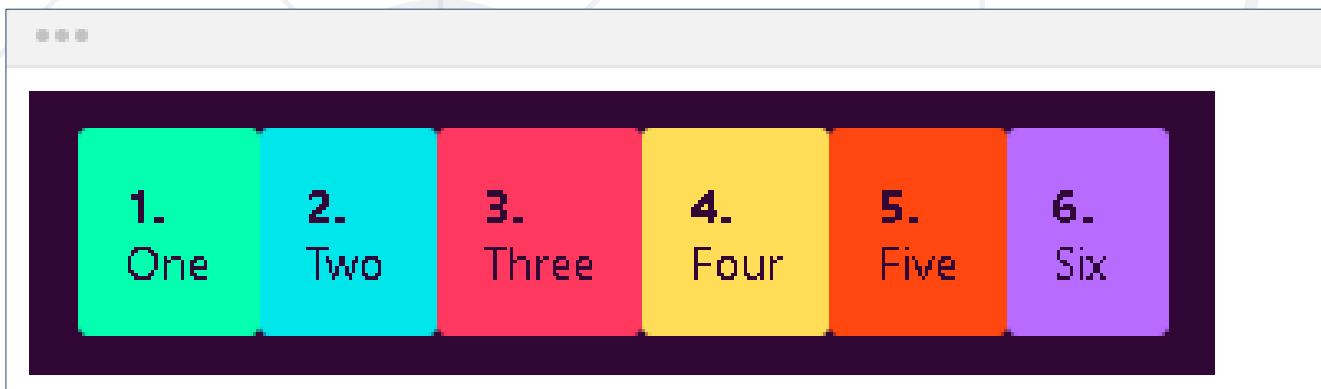 1.
One
2.
Two
3.
Three
4.
Four
5.
Five
6.
Six